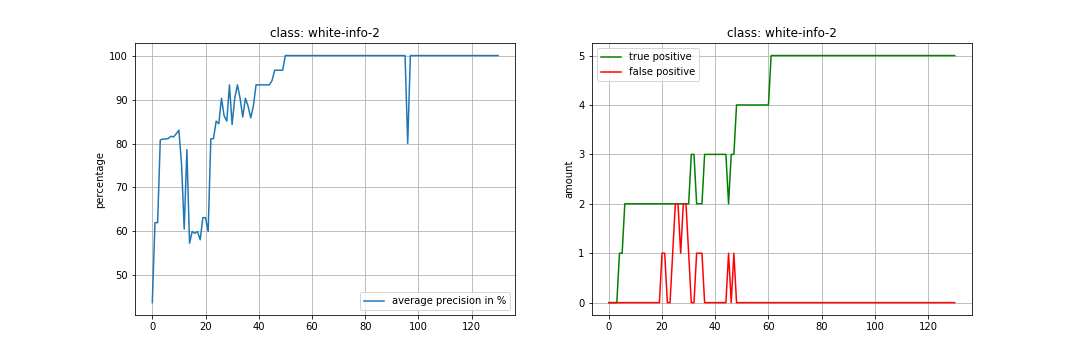 class: white-info-2
percentage
100
90
80
70
60
50
0 20 40 60 80 100 120
average precision in %
class: white-info-2
amount
5
4
3
2
1
0
0 20 40 60 80 100 120
true positive
false positive